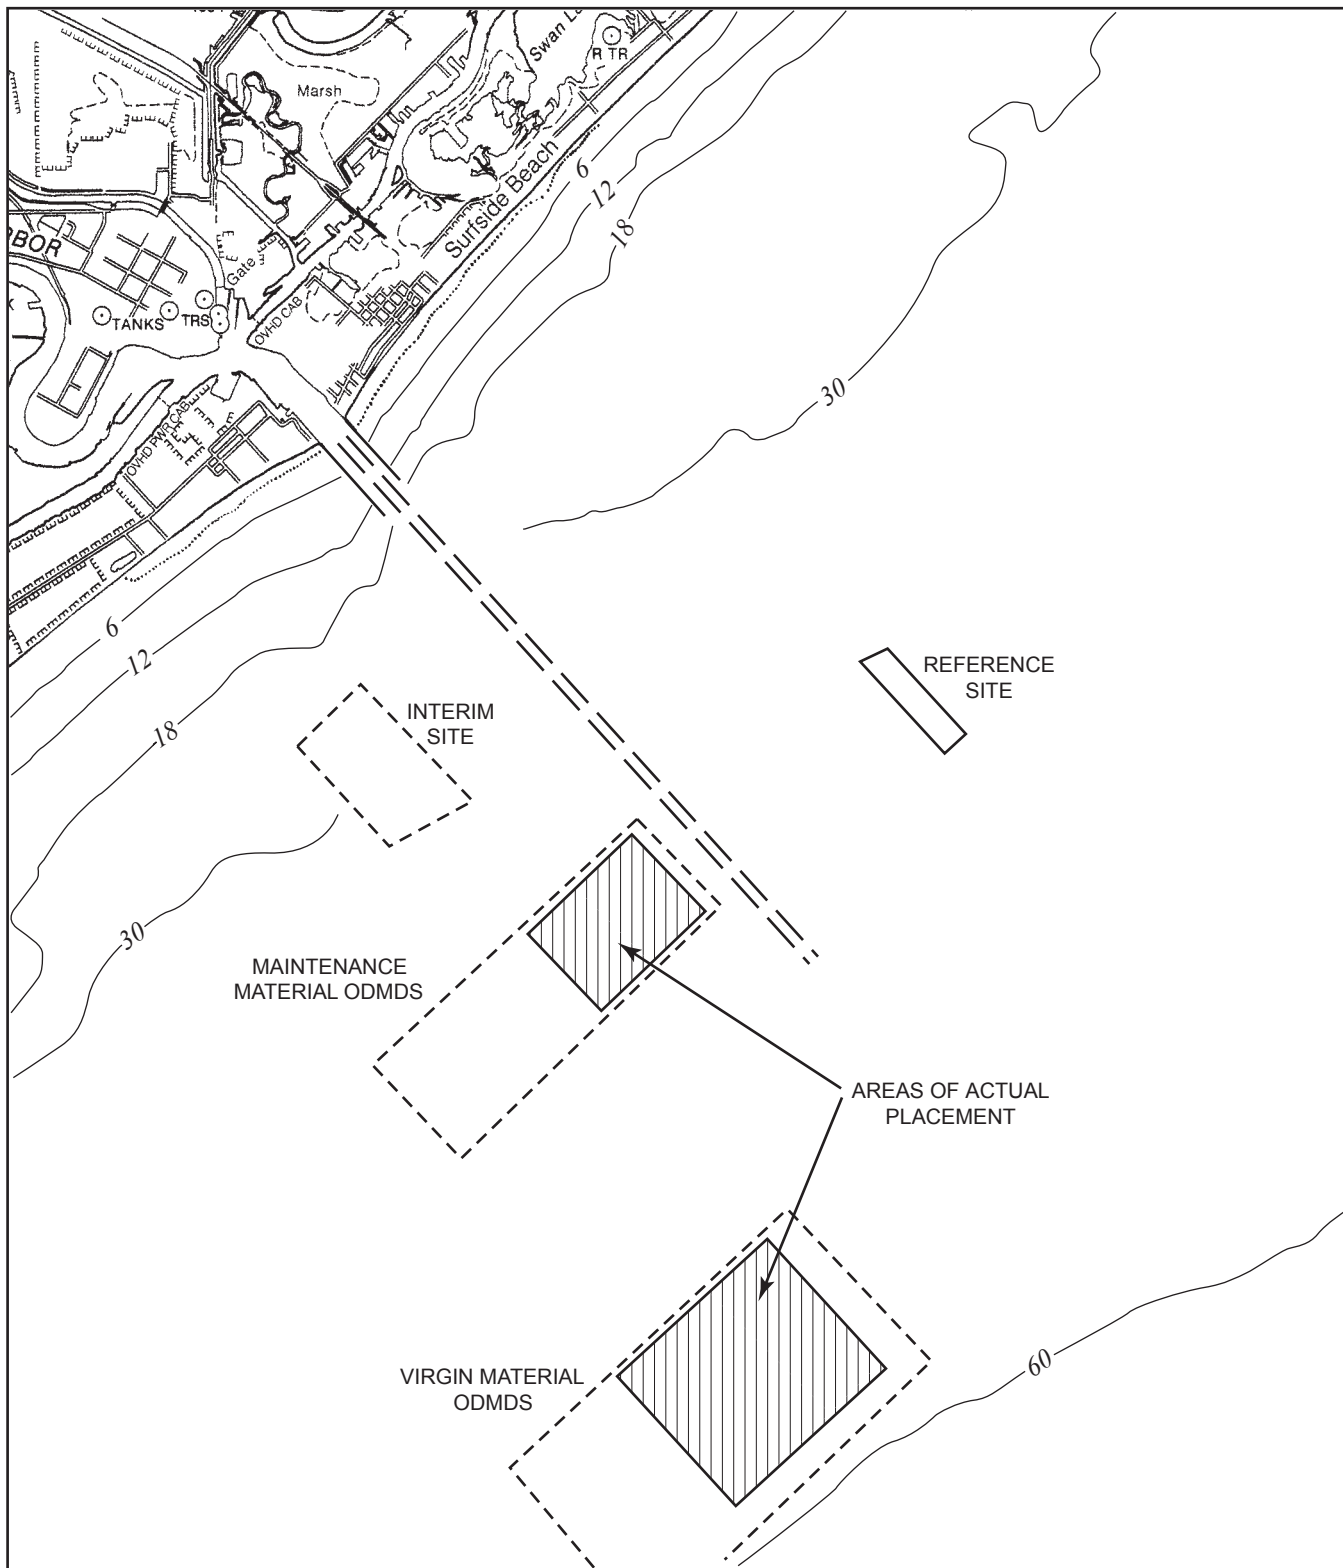 Swan
R TR
Marsh
Surfside Beach
6
12
18
BOR
Gate
OVHD CAB
TANKS
TRS
30
OVHD PWR CAB
6
12
18
30
REFERENCE
SITE
INTERIM
SITE
MAINTENANCE
MATERIAL ODMDS
AREAS OF ACTUAL
PLACEMENT
VIRGIN MATERIAL
ODMDS
60